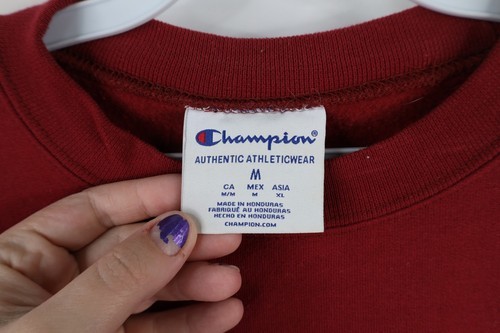 Champion®
AUTHENTIC ATHLETICWEAR
M
CA MEX ASIA
M/M M XL
MADE IN HONDURAS
FABRIQUÉ AU HONDURAS
HECHO EN HONDURAS
CHAMPION.COM